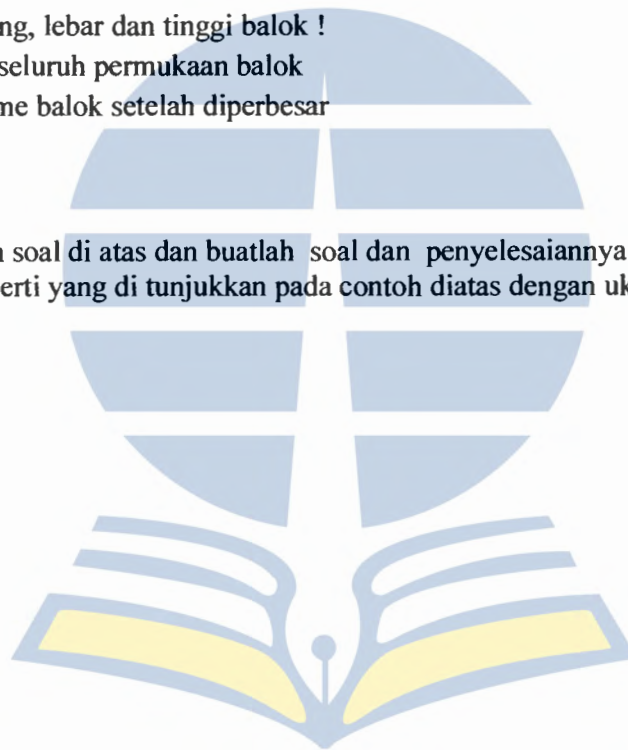 ng, lebar dan tinggi balok !
seluruh permukaan balok
me balok setelah diperbesar
soal di atas dan buatlah soal dan penyelesaiannya
erti yang di tunjukkan pada contoh diatas dengan uk